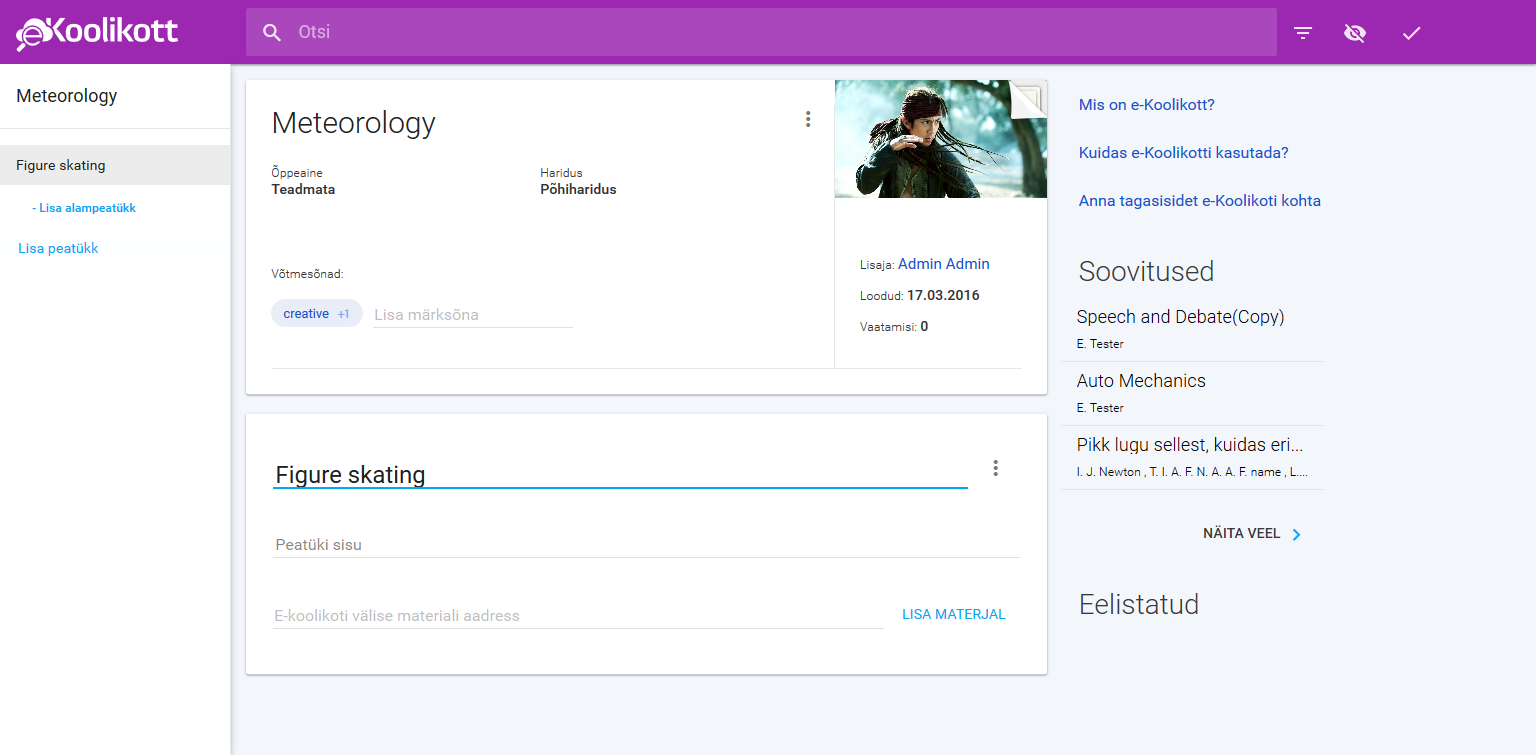 eKoolikott
Otsi
Meteorology
Figure skating
- Lisa alampeatükk
Lisa peatükk
Meteorology
Õppeaine
Teadmata
Haridus
Põhiharidus
Võtmesõnad:
creative +1
Lisa märksõna
Lisaja: Admin Admin
Loodud: 17.03.2016
Vaatamisi: 0
Figure skating
Peatüki sisu
E-koolikoti välise materiali aadress
LISA MATERJAL
Mis on e-Koolikott?
Kuidas e-Koolikotti kasutada?
Anna tagasisidet e-Koolikoti kohta
Soovitused
Speech and Debate(Copy)
E. Tester
Auto Mechanics
E. Tester
Pikk lugu sellest, kuidas eri...
I. J. Newton , T. I. A. F. N. A. A. F. name , L....
NÄITA VEEL
Eelistatud